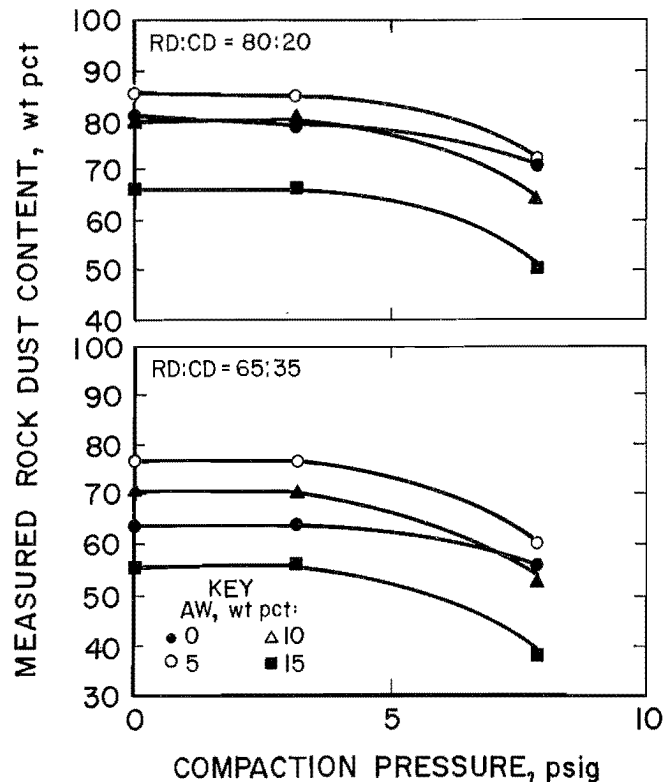 MEASURED ROCK DUST CONTENT, wt pct
100
RD:CD = 80:20
90
80
70
60
50
40
100
RD:CD = 65:35
90
80
70
60
50
40
30
KEY
AW, wt pct:
0 10
5 15
0 5 10
COMPACTION PRESSURE, psig